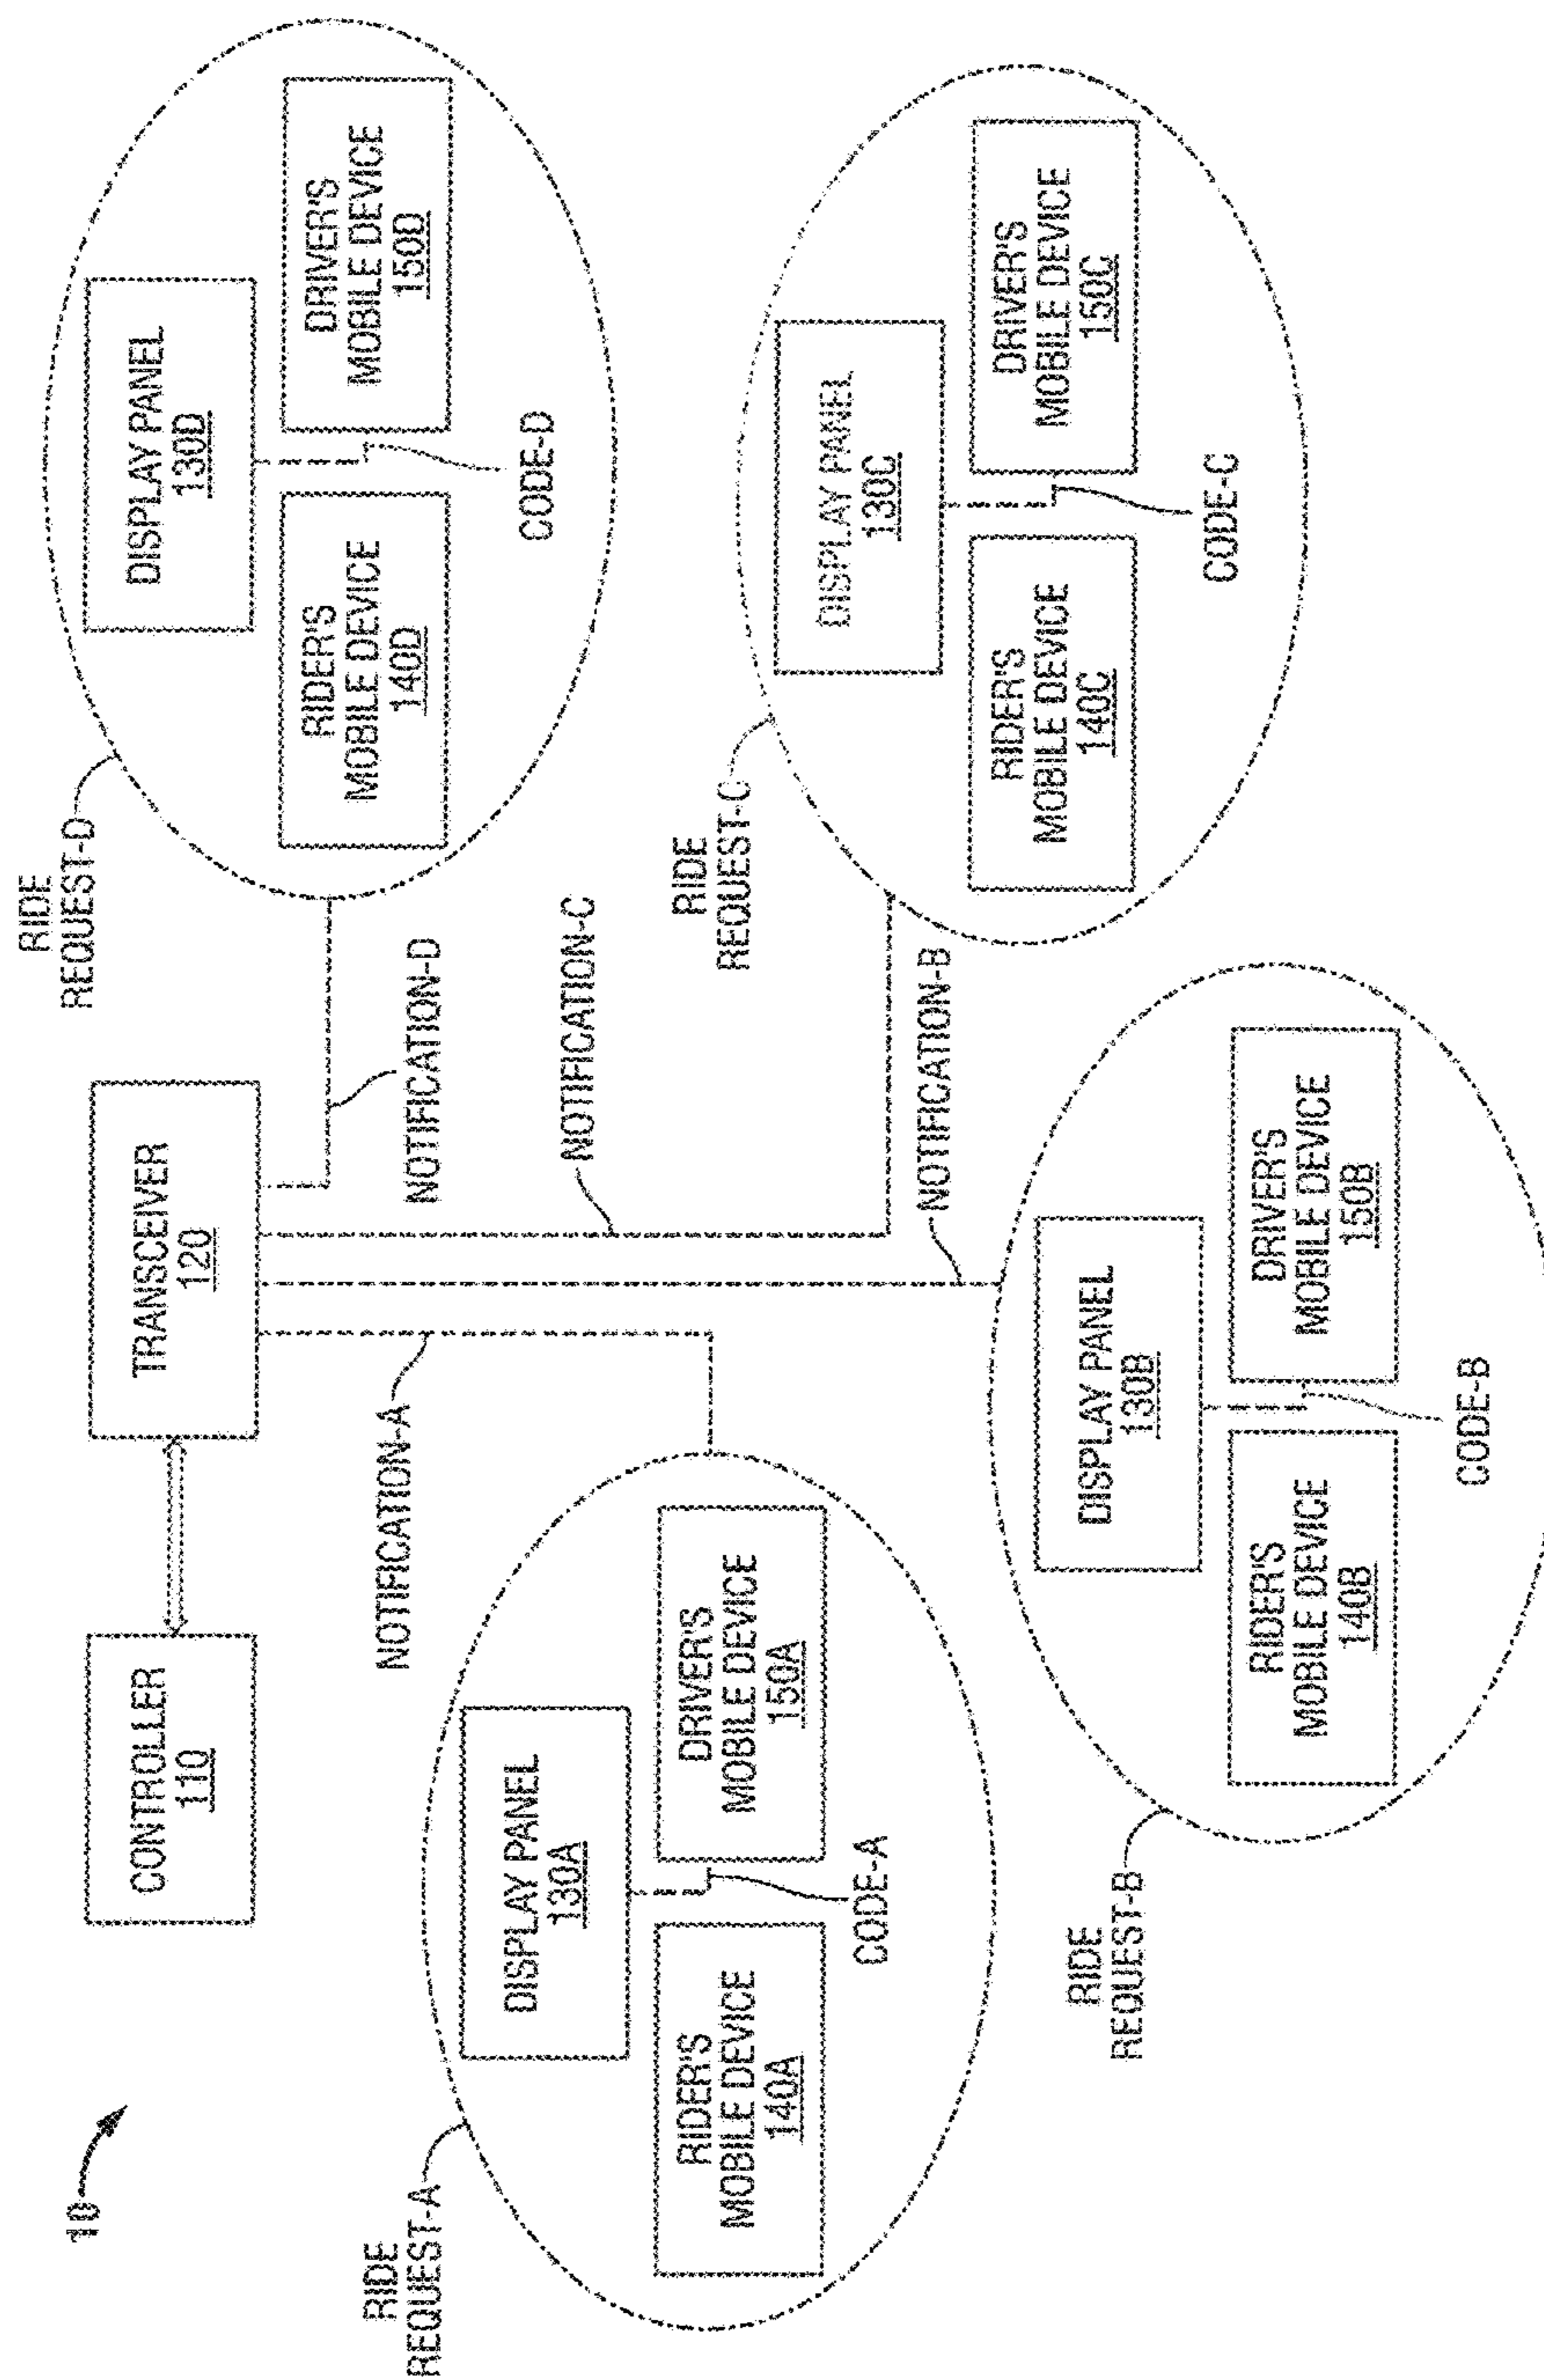 10
CONTROLLER
110
TRANSCEIVER
120
RIDE
REQUEST-A
DISPLAY PANEL
130A
RIDER'S
MOBILE DEVICE
140A
DRIVER'S
MOBILE DEVICE
150A
CODE-A
NOTIFICATION-A
RIDE
REQUEST-B
DISPLAY PANEL
130B
RIDER'S
MOBILE DEVICE
140B
DRIVER'S
MOBILE DEVICE
150B
CODE-B
NOTIFICATION-B
RIDE
REQUEST-C
DISPLAY PANEL
130C
RIDER'S
MOBILE DEVICE
140C
DRIVER'S
MOBILE DEVICE
150C
CODE-C
NOTIFICATION-C
RIDE
REQUEST-D
DISPLAY PANEL
130D
RIDER'S
MOBILE DEVICE
140D
DRIVER'S
MOBILE DEVICE
150D
CODE-D
NOTIFICATION-D